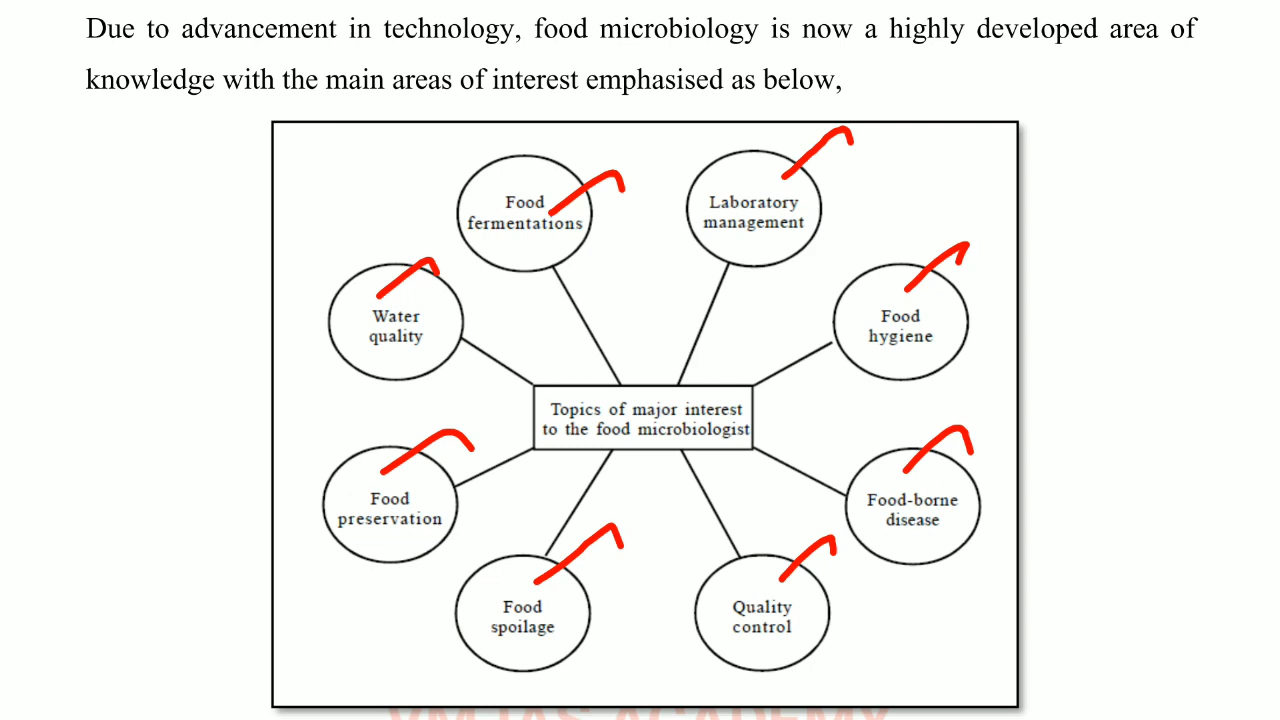 Due to advancement in technology, food microbiology is now a highly developed area of
knowledge with the main areas of interest emphasised as below,
Food
fermentations
Laboratory
management
Water
quality
Food
hygiene
Topics of major interest
to the food microbiologist
Food
preservation
Food-borne
disease
Food
spoilage
Quality
control